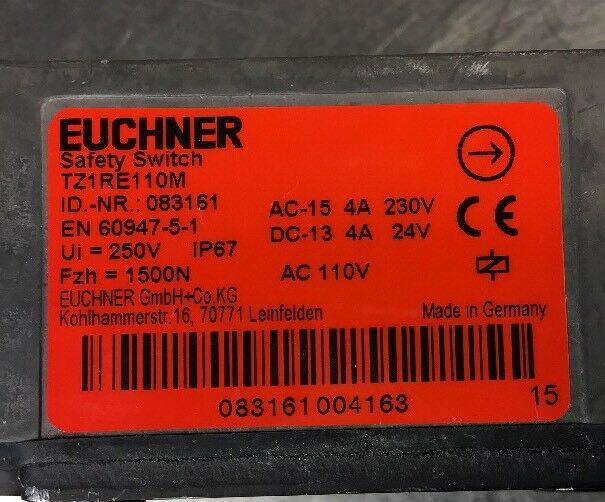 EUCHNER
Safety Switch
TZ1RE110M
ID.-NR.: 083161
EN 60947-5-1
Ui = 250V IP67
Fzh = 1500N
AC-15 4A 230V
DC-13 4A 24V
AC 110V
CE
EUCHNER GmbH+Co.KG
Kohlhammerstr.16, 70771 Leinfelden
Made in Germany
083161004163
15